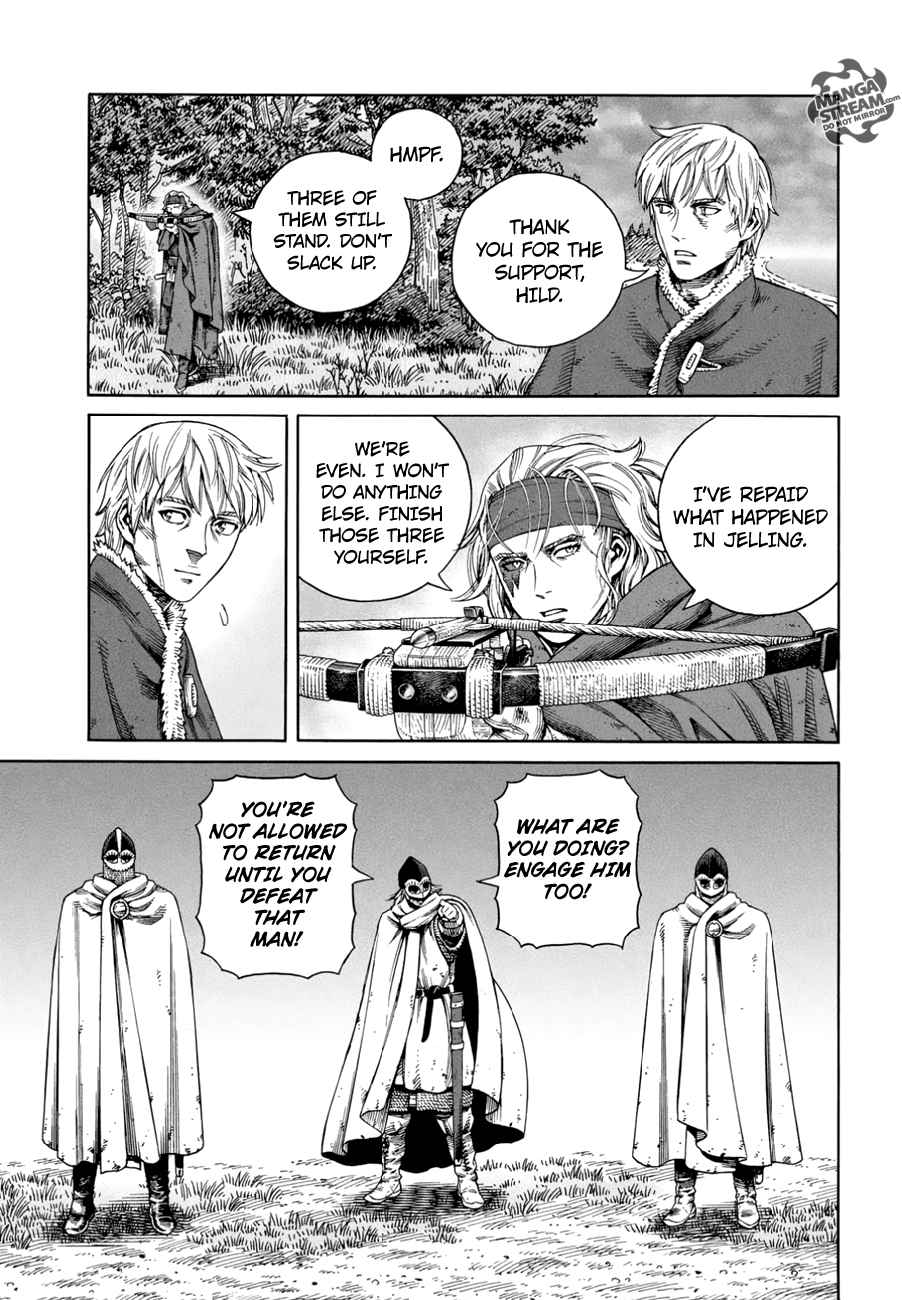 THANK
YOU FOR THE
SUPPORT,
HILD.
HMPF.
THREE OF
THEM STILL
STAND. DON'T
SLACK UP.
I'VE REPAID
WHAT HAPPENED
IN JELLING.
WE'RE
EVEN. I WON'T
DO ANYTHING
ELSE. FINISH
THOSE THREE
YOURSELF.
WHAT ARE
YOU DOING?
ENGAGE HIM
TOO!
YOU'RE
NOT ALLOWED
TO RETURN
UNTIL YOU
DEFEAT
THAT
MAN!
MANGA
STREAM.com
DO NOT MIRROR